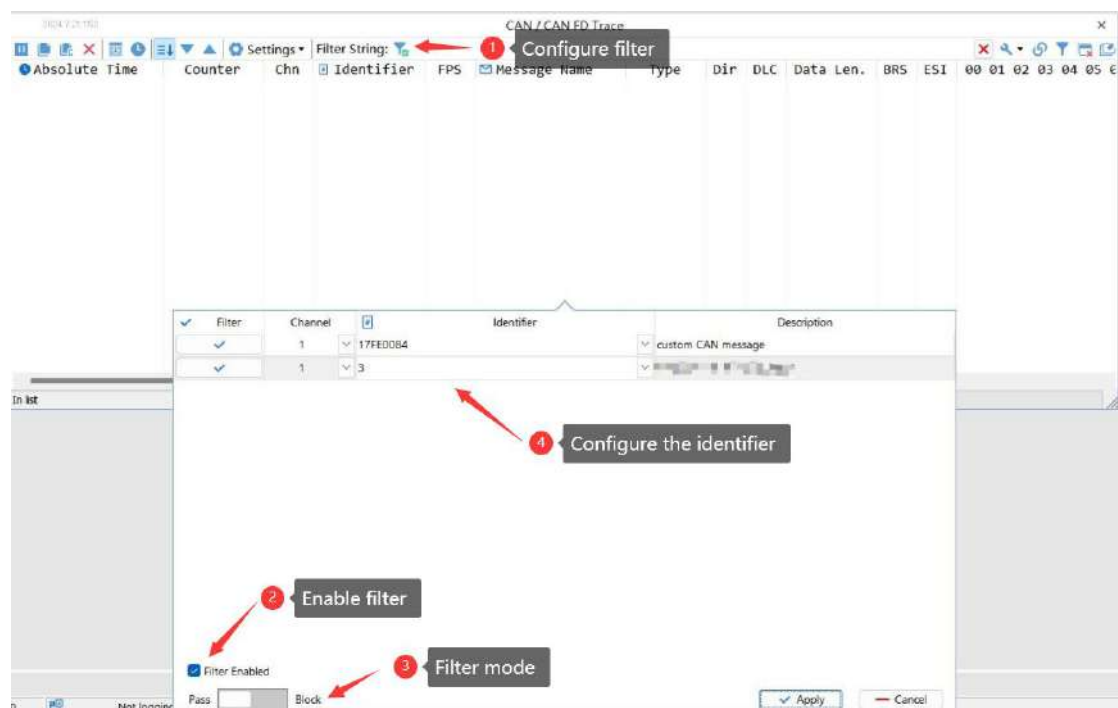 CAN / CAN FD Trace
Settings Filter String: 1 Configure filter
Absolute Time Counter Chn Identifier FPS Message Name Type Dir DLC Data Len. BRS ESI 00 01 02 03 04 05
Filter Channel Identifier Description
1 17FE0084 custom CAN message
1 3
In list
4 Configure the identifier
2 Enable filter
Filter Enabled
3 Filter mode
Not logging
Pass Block Apply Cancel